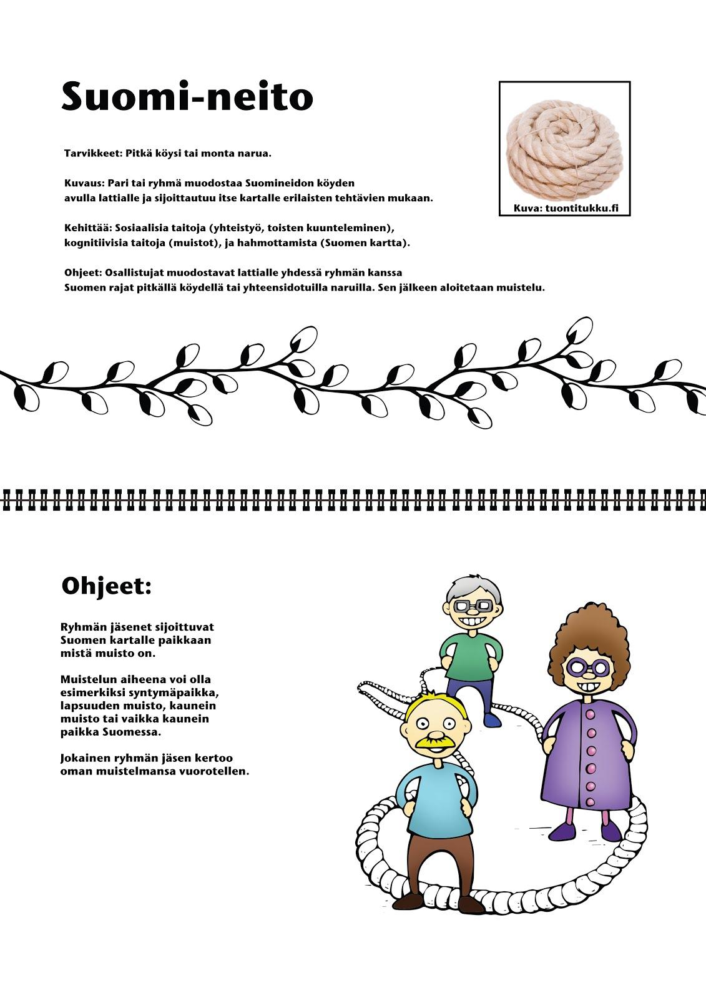 Suomi-neito
Tarvikkeet: Pitkä köysi tai monta narua.
Kuvaus: Pari tai ryhmä muodostaa Suomineidon köyden
avulla lattialle ja sijoittautuu itse kartalle erilaisten tehtävien mukaan.
Kuva: tuontitukku.fi
Kehittää: Sosiaalisia taitoja (yhteistyö, toisten kuunteleminen),
kognitiivisia taitoja (muistot), ja hahmottamista (Suomen kartta).
Ohjeet: Osallistujat muodostavat lattialle yhdessä ryhmän kanssa
Suomen rajat pitkällä köydellä tai yhteensidotuilla naruilla. Sen jälkeen aloitetaan muistelu.
Ohjeet:
Ryhmän jäsenet sijoittuvat
Suomen kartalle paikkaan
mistä muisto on.
Muistelun aiheena voi olla
esimerkiksi syntymäpaikka,
lapsuuden muisto, kaunein
muisto tai vaikka kaunein
paikka Suomessa.
Jokainen ryhmän jäsen kertoo
oman muistelmansa vuorotellen.